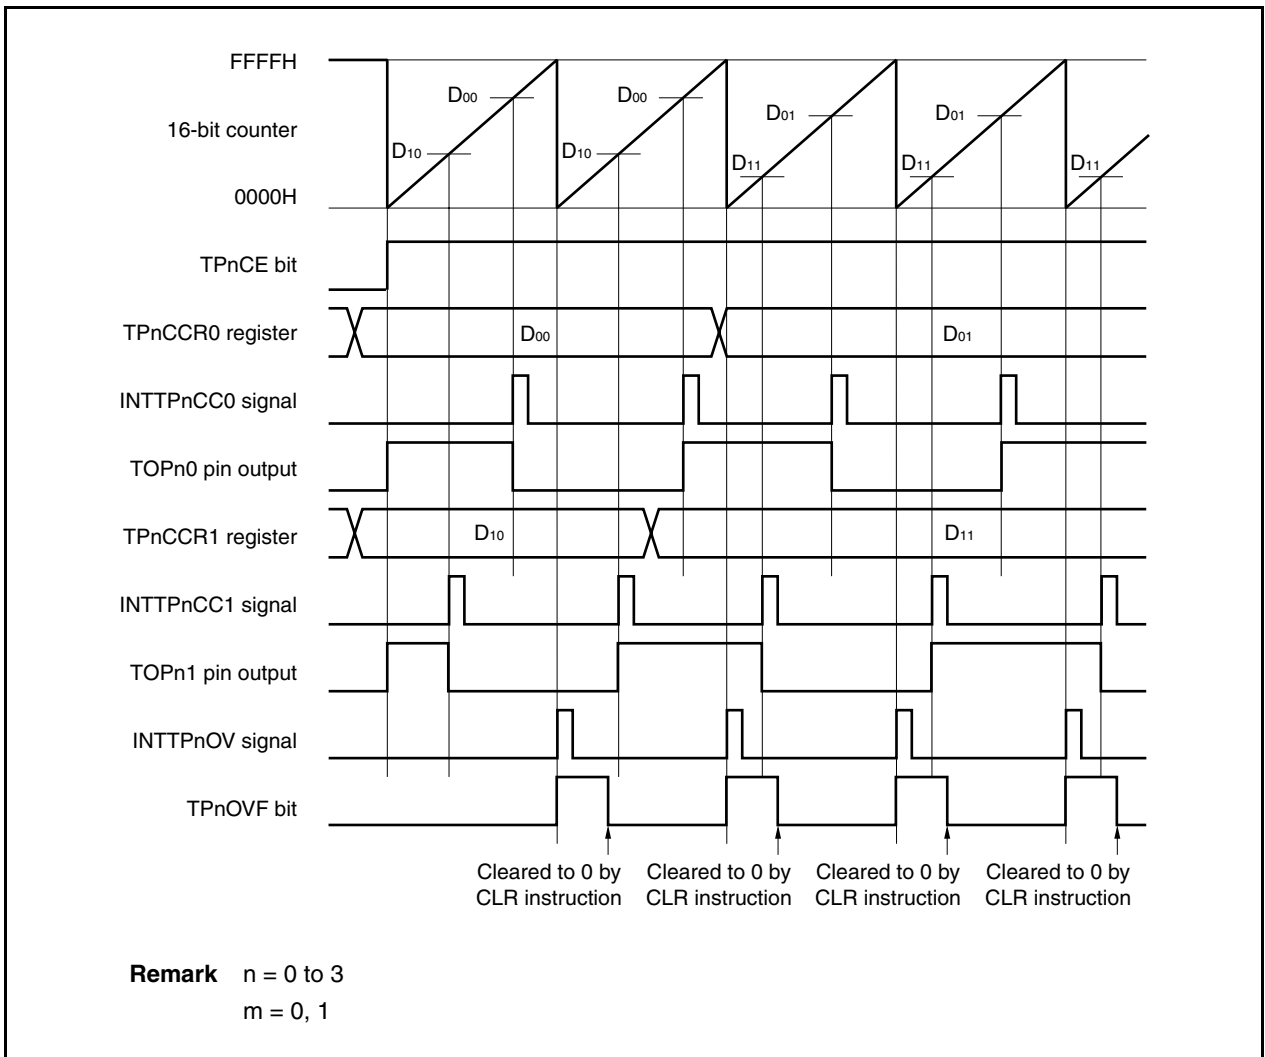 FFFFH
D00 D00
D01 D01
16-bit counter
D10 D10
D11 D11 D11
0000H
TPnCE bit
TPnCCR0 register
D00 D01
INTTPnCC0 signal
TOPn0 pin output
TPnCCR1 register
D10 D11
INTTPnCC1 signal
TOPn1 pin output
INTTPnOV signal
TPnOVF bit
Cleared to 0 by
CLR instruction
Cleared to 0 by
CLR instruction
Cleared to 0 by
CLR instruction
Cleared to 0 by
CLR instruction
Remark n = 0 to 3
m = 0, 1